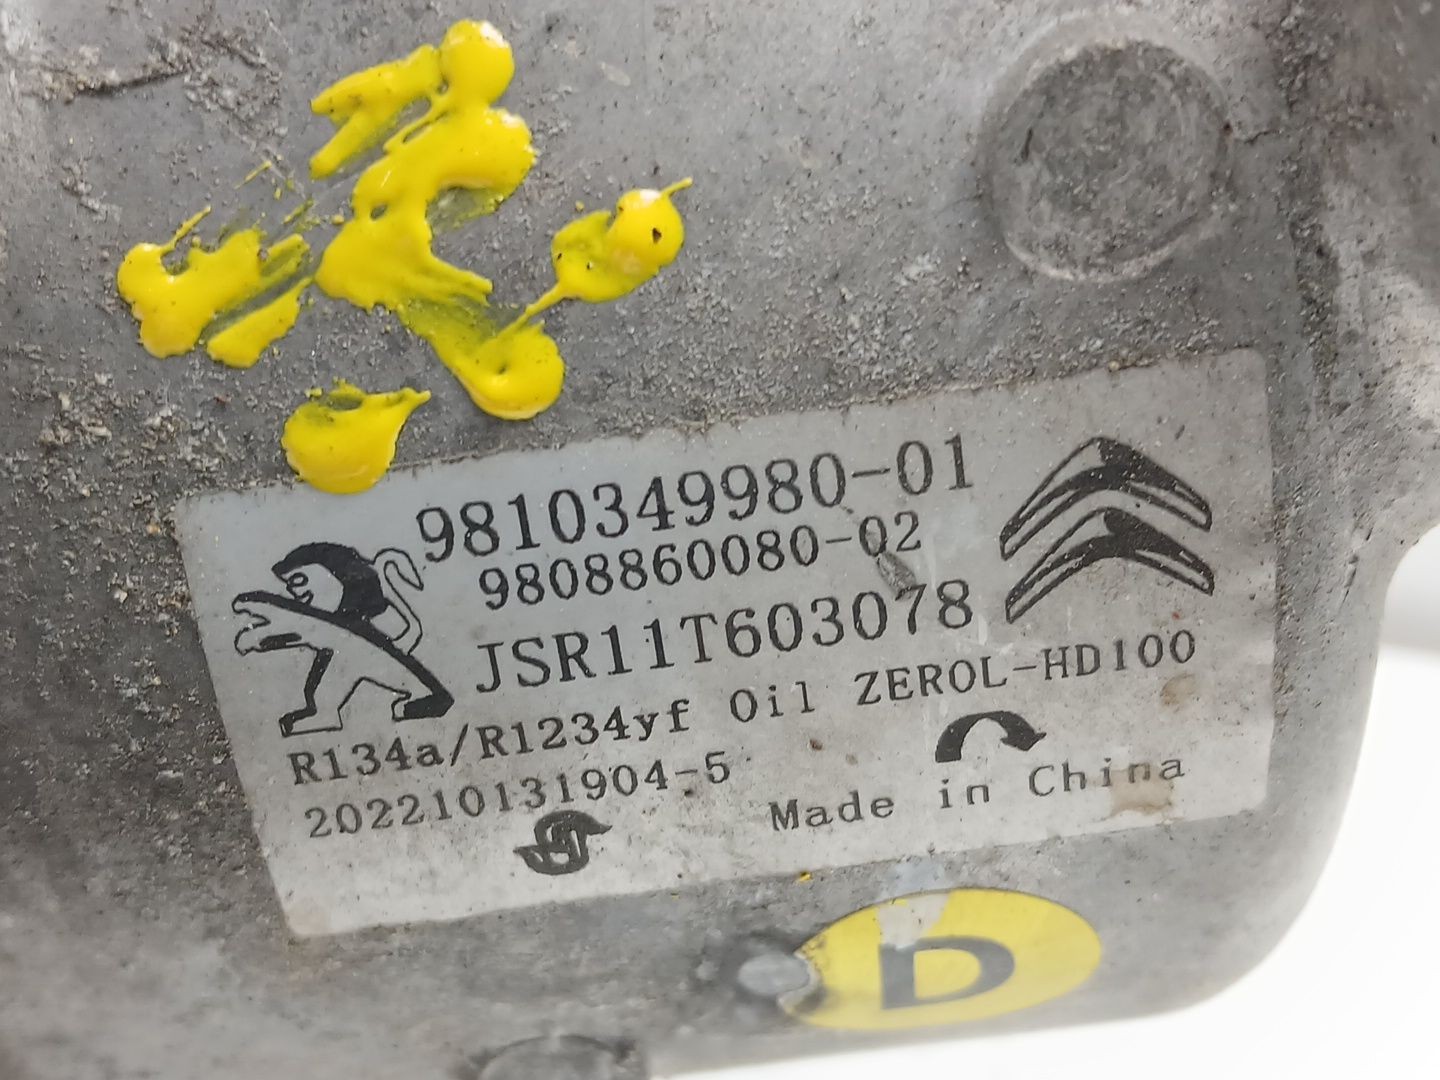 9810349980-01
9808860080-02
JSR11T603078
R134a/R1234yf Oil ZEROL-HD100
202210131904-5
Made in China
D